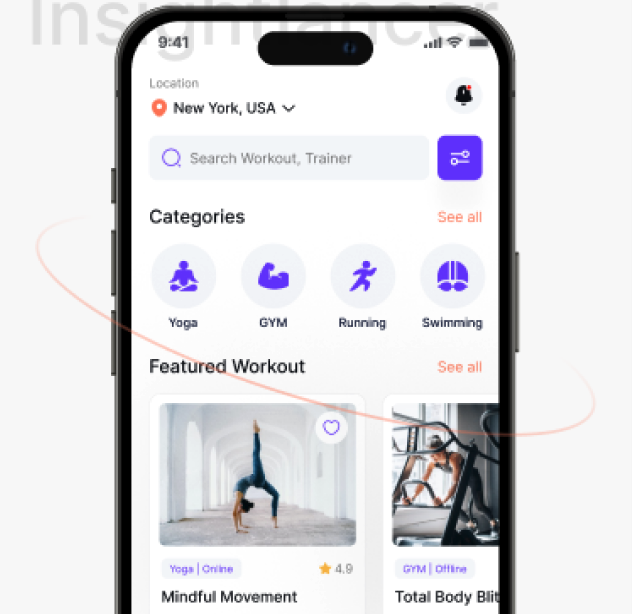 Insightlancer
9:41
Location
New York, USA
Search Workout, Trainer
Categories
See all
Yoga
GYM
Running
Swimming
Featured Workout
See all
Yoga | Online
4.9
GYM | Offline
Mindful Movement
Total Body Blit